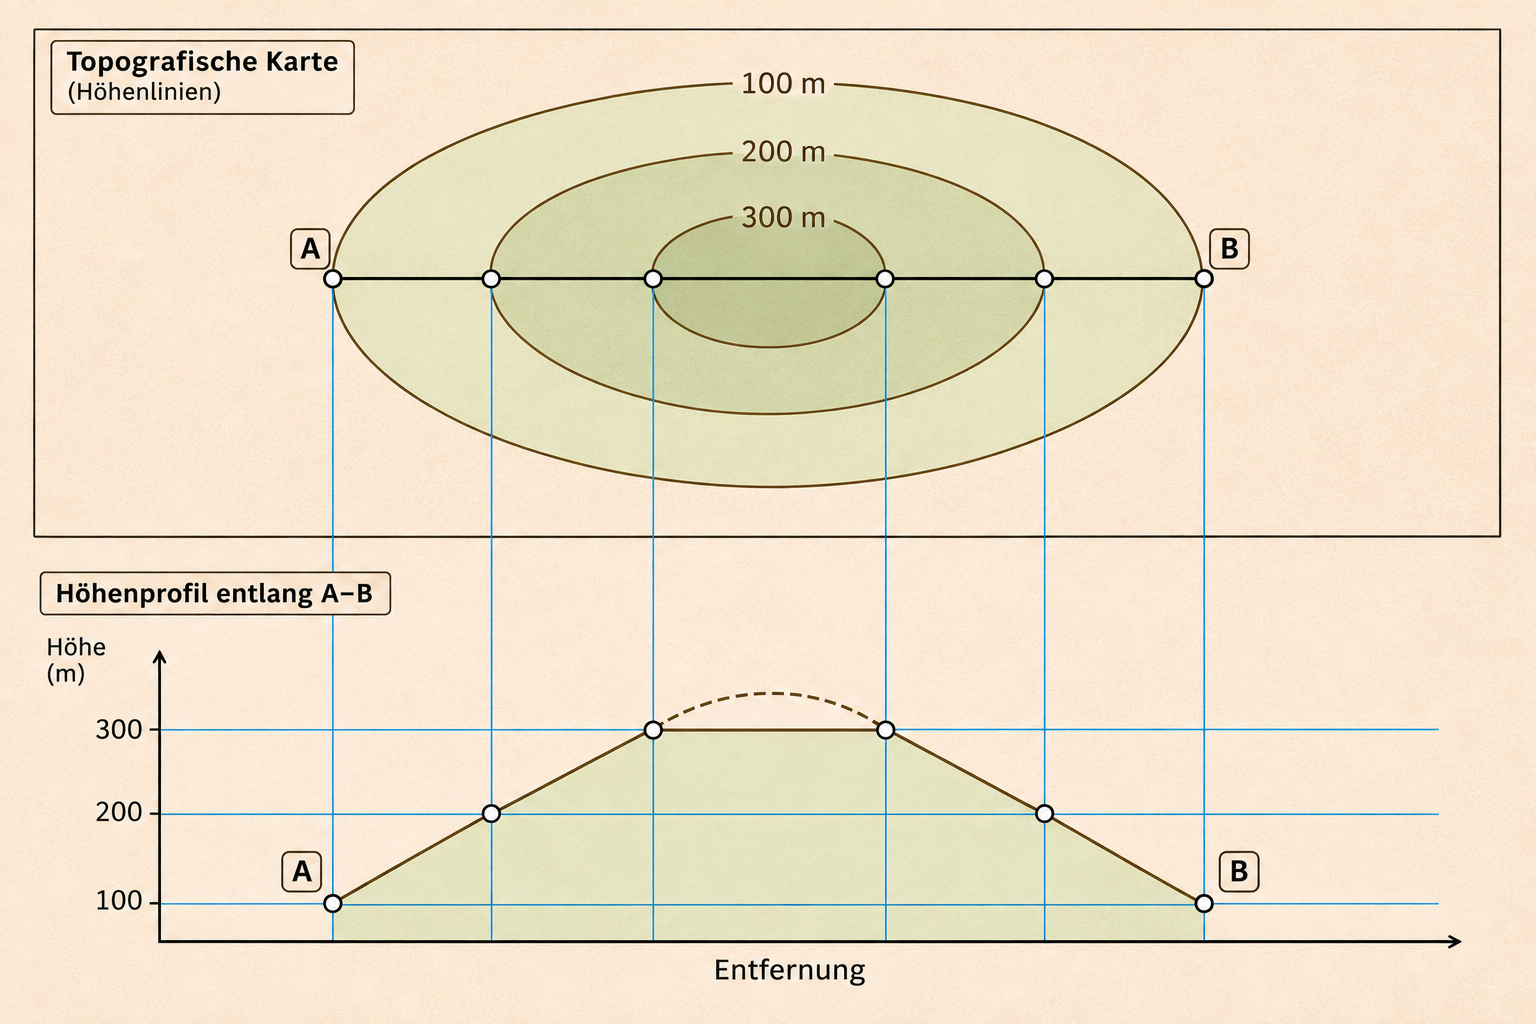 Topografische Karte
(Höhenlinien)
100 m
200 m
300 m
A
B
Höhenprofil entlang A–B
Höhe
(m)
300
200
100
A
B
Entfernung